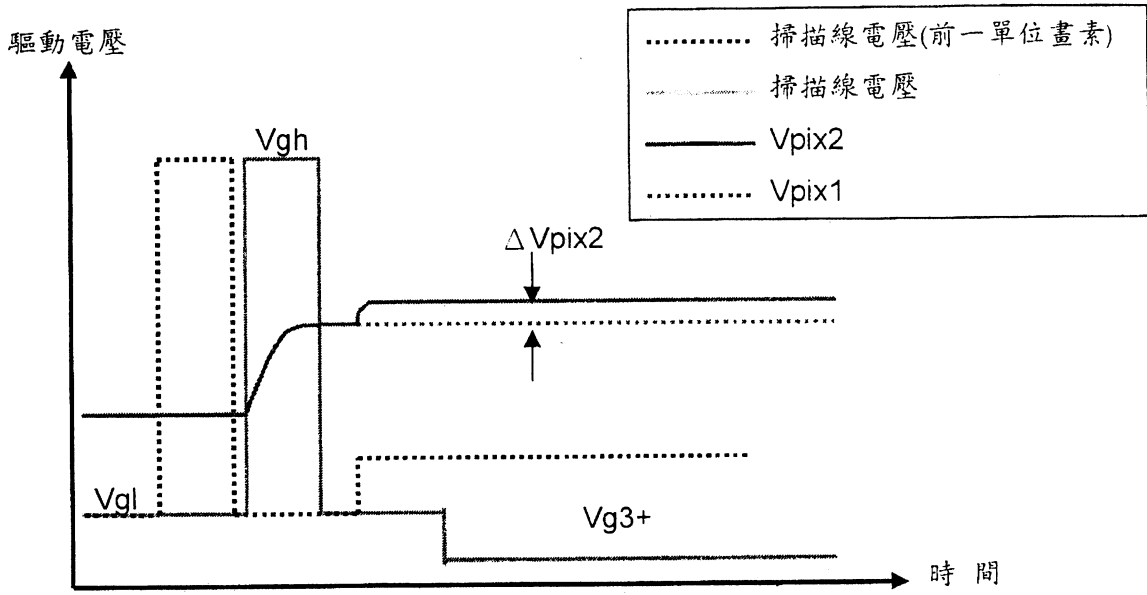 驅動電壓
掃描線電壓(前一單位畫素)
掃描線電壓
Vpix2
Vpix1
Vgh
ΔVpix2
Vgl
Vg3+
時 間